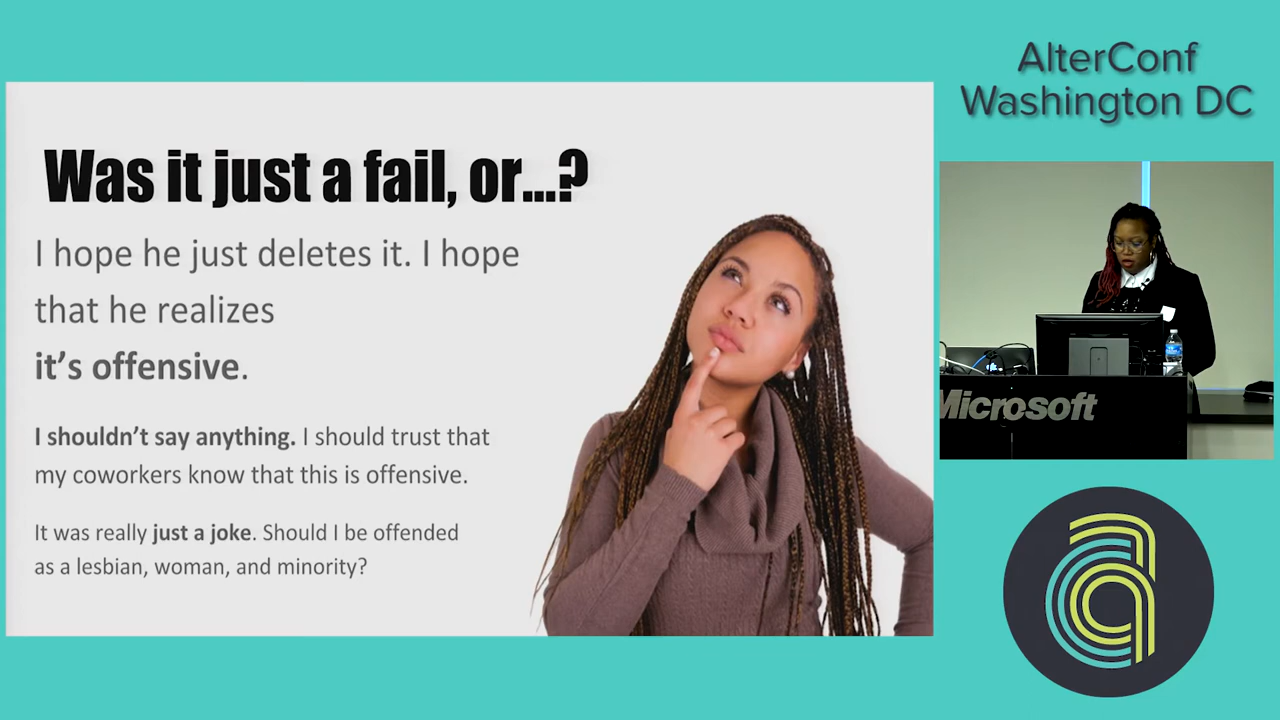 AlterConf
Washington DC
Was it just a fail, or...?
I hope he just deletes it. I hope
that he realizes
it's offensive.
I shouldn't say anything. I should trust that
my coworkers know that this is offensive.
It was really just a joke. Should I be offended
as a lesbian, woman, and minority?
Microsoft